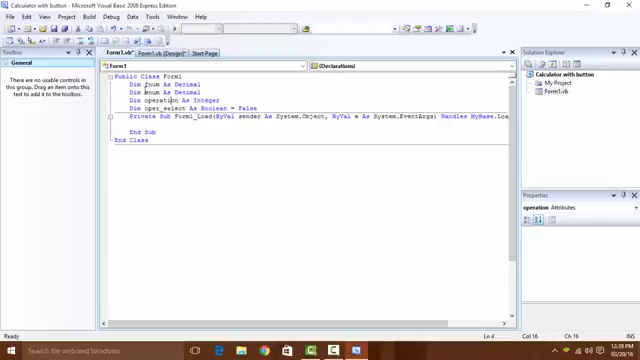 Calculator with button - Microsoft Visual Basic 2008 Express Edition
File Edit View Project Build Debug Data Tools Window Help
Toolbox
General
There are no usable controls in
this group. Drag an item onto this
text to add it to the toolbox.
Form1.vb* Form1.vb [Design]* Start Page
Form1 (Declarations)
Public Class Form1
Dim fnum As Decimal
Dim snum As Decimal
Dim operation As Integer
Dim oper_select As Boolean = False
Private Sub Form1_Load(ByVal sender As System.Object, ByVal e As System.EventArgs) Handles MyBase.Loa
End Sub
End Class
Solution Explorer
Calculator with button
My Project
Form1.vb
Properties
operation Attributes
Ln 4 Col 16 Ch 16 INS
Search the web and Windows
12:39 PM
03/20/16